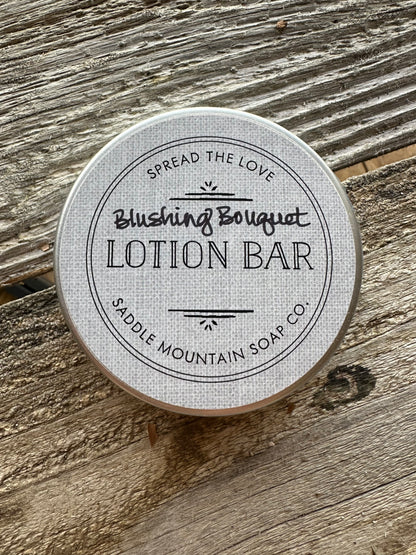 SPREAD THE LOVE
Blushing Bouquet
LOTION BAR
SADDLE MOUNTAIN SOAP CO.